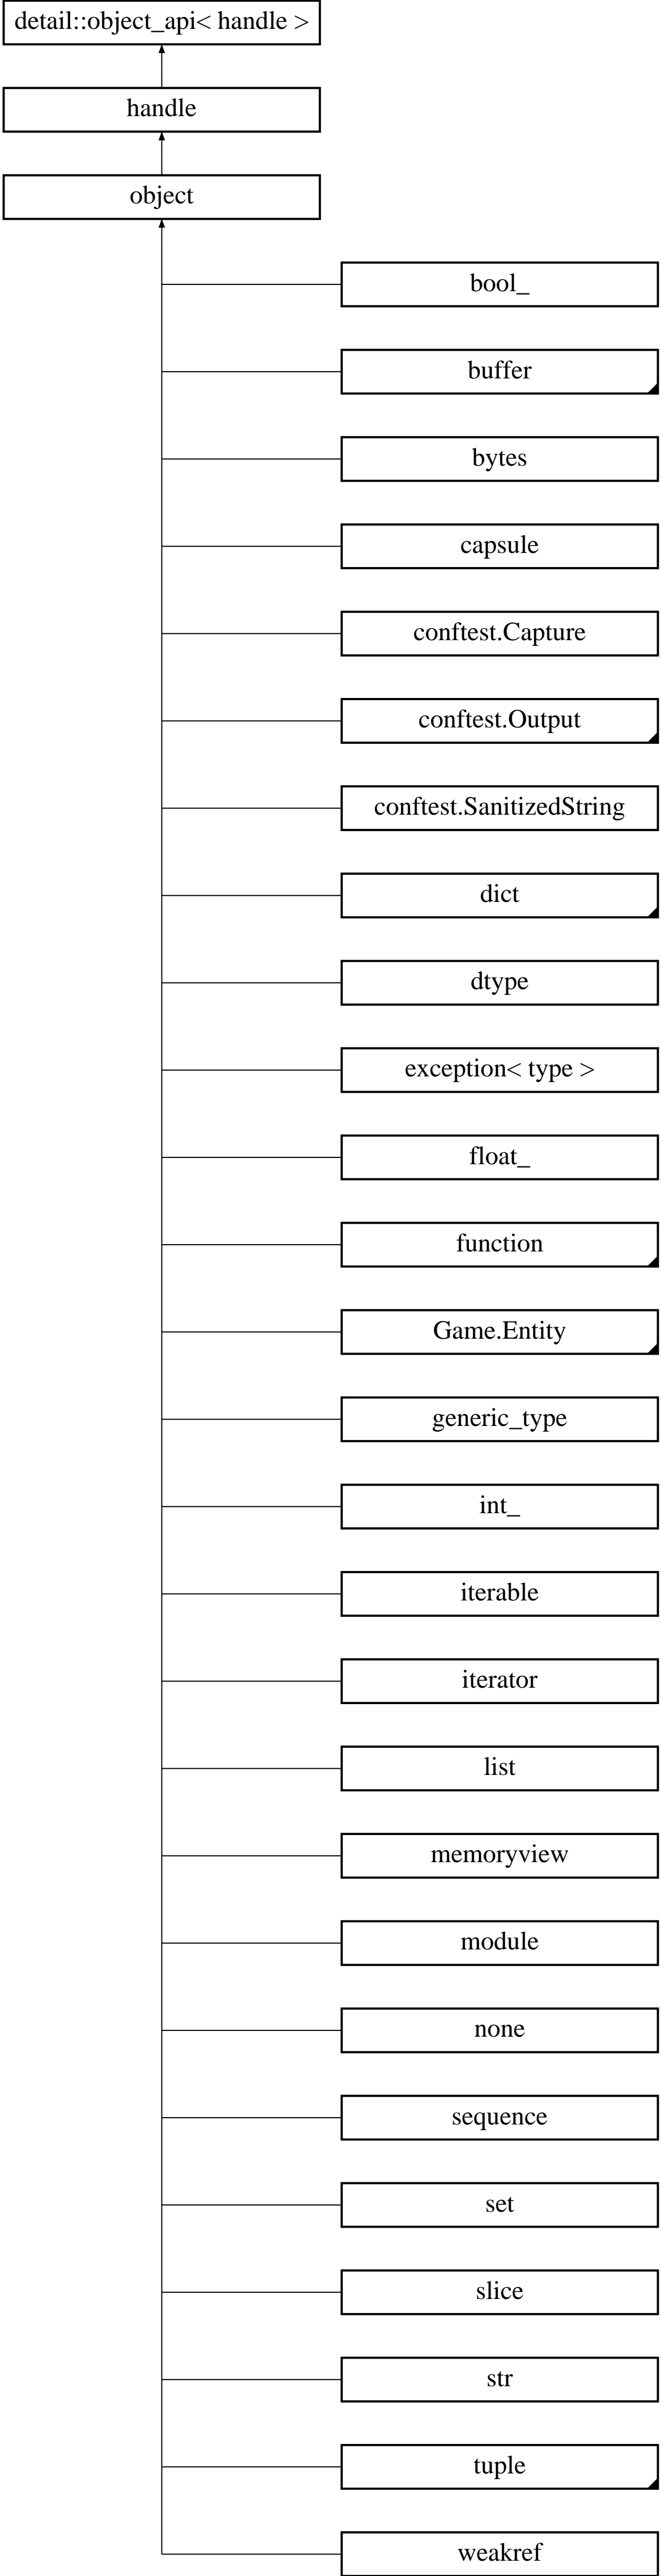 detail::object_api< handle >
handle
object
bool_
buffer
bytes
capsule
conftest.Capture
conftest.Output
conftest.SanitizedString
dict
dtype
exception< type >
float_
function
Game.Entity
generic_type
int_
iterable
iterator
list
memoryview
module
none
sequence
set
slice
str
tuple
weakref